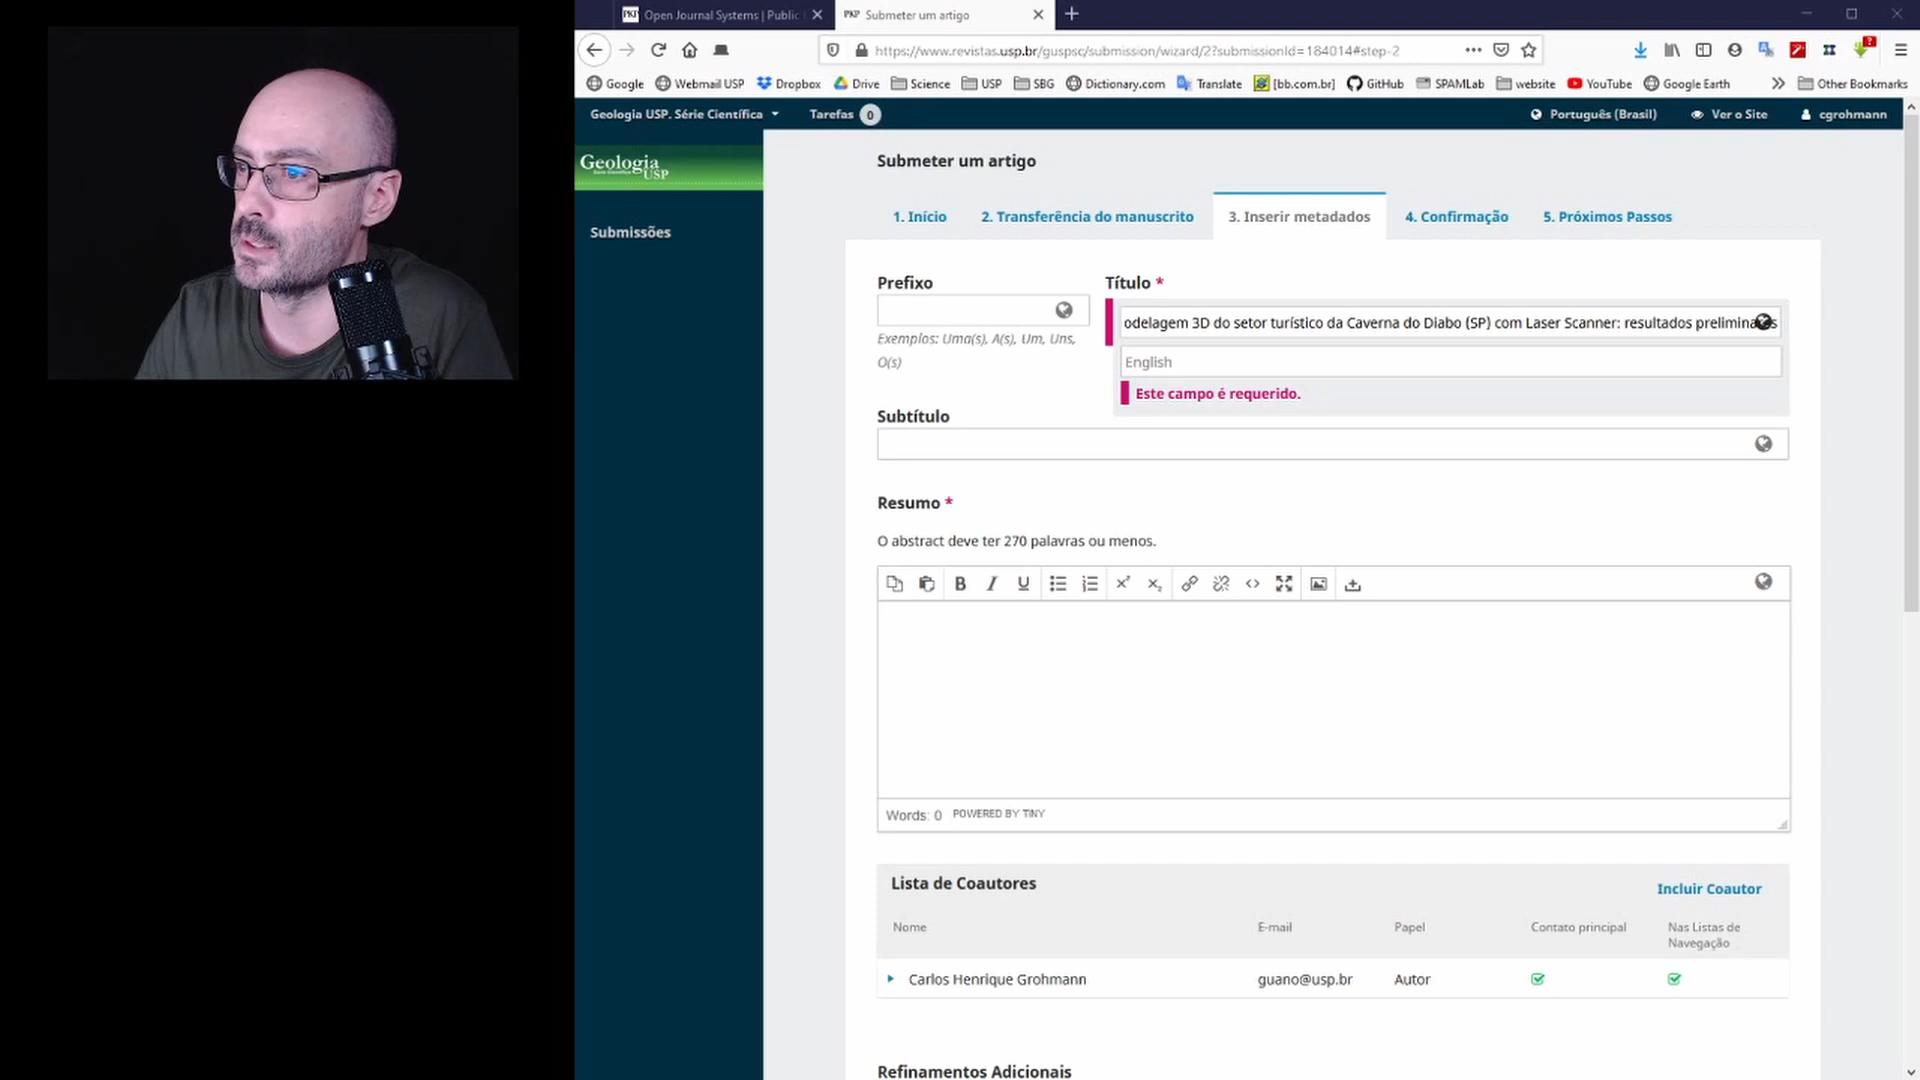 Open Journal Systems | Public
Submeter um artigo
https://www.revistas.usp.br/guspsc/submission/wizard/2?submissionId=184014#step-2
Google Webmail USP Dropbox Drive Science USP SBG Dictionary.com Translate [bb.com.br] GitHub SPAMLab website YouTube Google Earth Other Bookmarks
Geologia USP. Série Científica Tarefas 0 Português (Brasil) Ver o Site cgrohmann
Geologia
USP
Submissões
Submeter um artigo
1. Início 2. Transferência do manuscrito 3. Inserir metadados 4. Confirmação 5. Próximos Passos
Prefixo
Exemplos: Uma(s), A(s), Um, Uns,
O(s)
Título *
odelagem 3D do setor turístico da Caverna do Diabo (SP) com Laser Scanner: resultados preliminares
English
Este campo é requerido.
Subtítulo
Resumo *
O abstract deve ter 270 palavras ou menos.
Words: 0 POWERED BY TINY
Lista de Coautores
Incluir Coautor
Nome E-mail Papel Contato principal Nas Listas de
Navegação
Carlos Henrique Grohmann guano@usp.br Autor
Refinamentos Adicionais